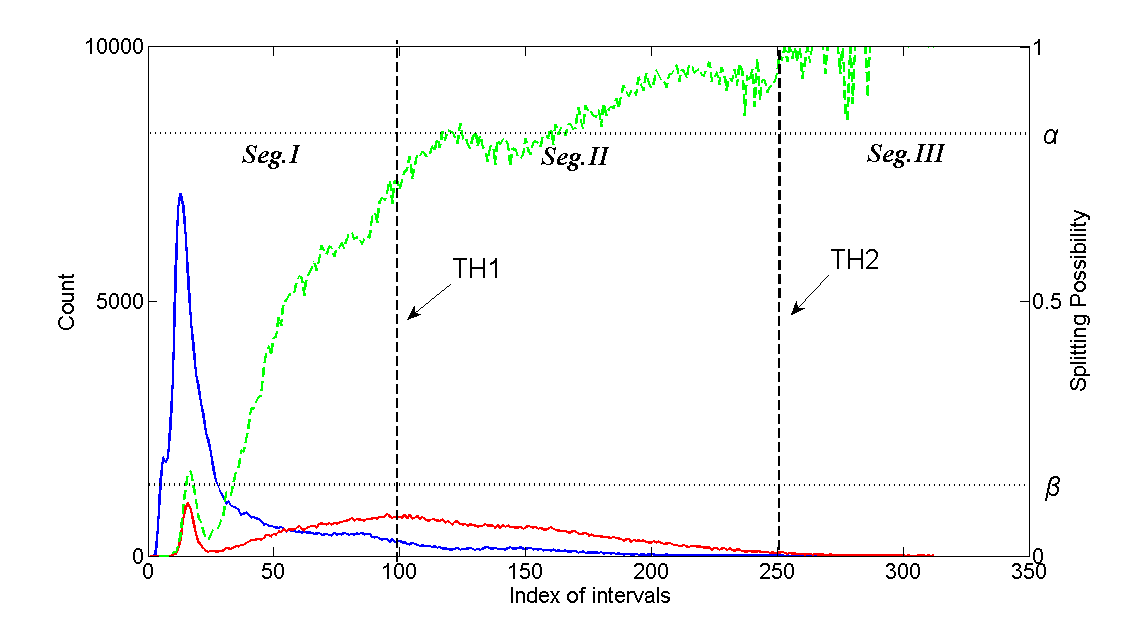 10000
1
α
Seg.I
Seg.II
Seg.III
TH1
TH2
Count
5000
0.5
Splitting Possibility
β
0
0
0
50
100
150
200
250
300
350
Index of intervals